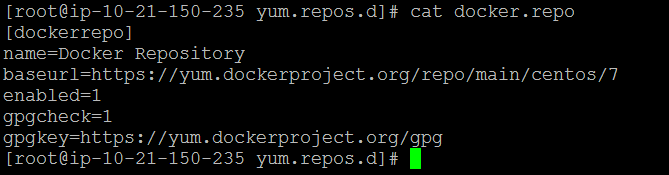 [root@ip-10-21-150-235 yum.repos.d]# cat docker.repo
[dockerrepo]
name=Docker Repository
baseurl=https://yum.dockerproject.org/repo/main/centos/7
enabled=1
gpgcheck=1
gpgkey=https://yum.dockerproject.org/gpg
[root@ip-10-21-150-235 yum.repos.d]#